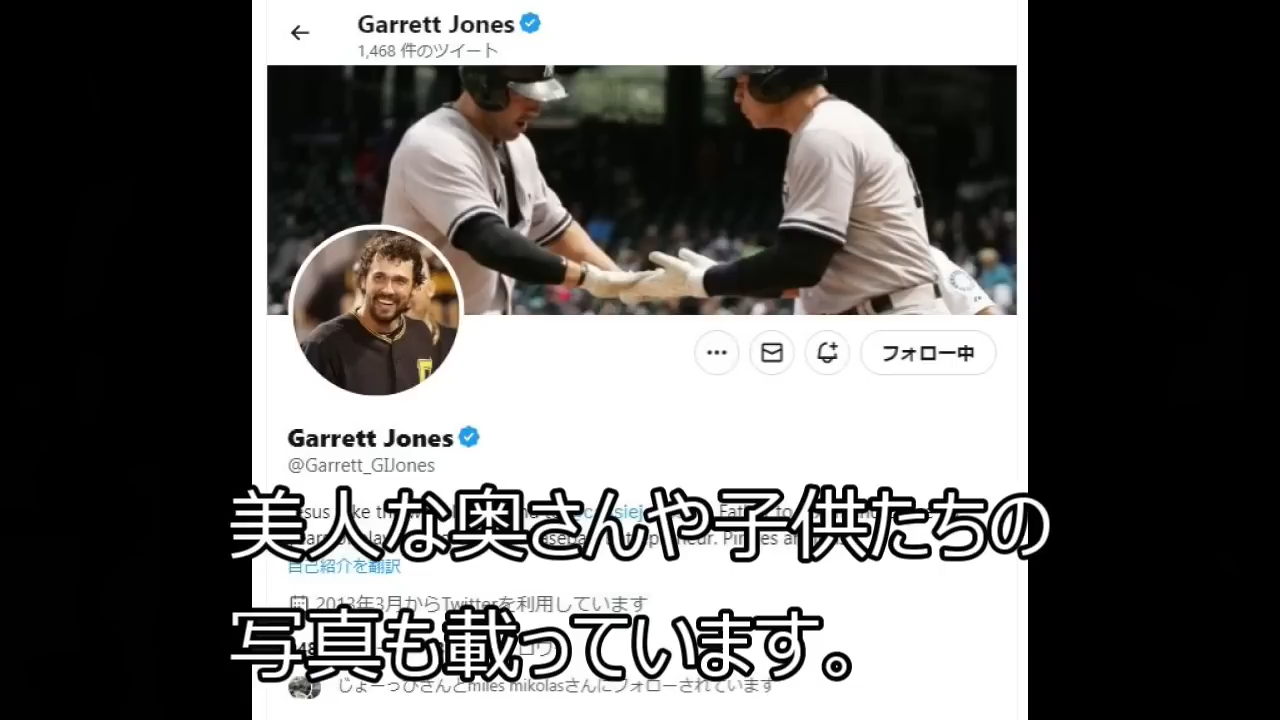 Garrett Jones
1,468 件のツイート
フォロー中
Garrett Jones
@Garrett_GIJones
美人な奥さんや子供たちの
自己紹介を翻訳
2013年3月からTwitterを利用しています
写真も載っています。
じょーっぴさんとmiles mikolasさんにフォローされています